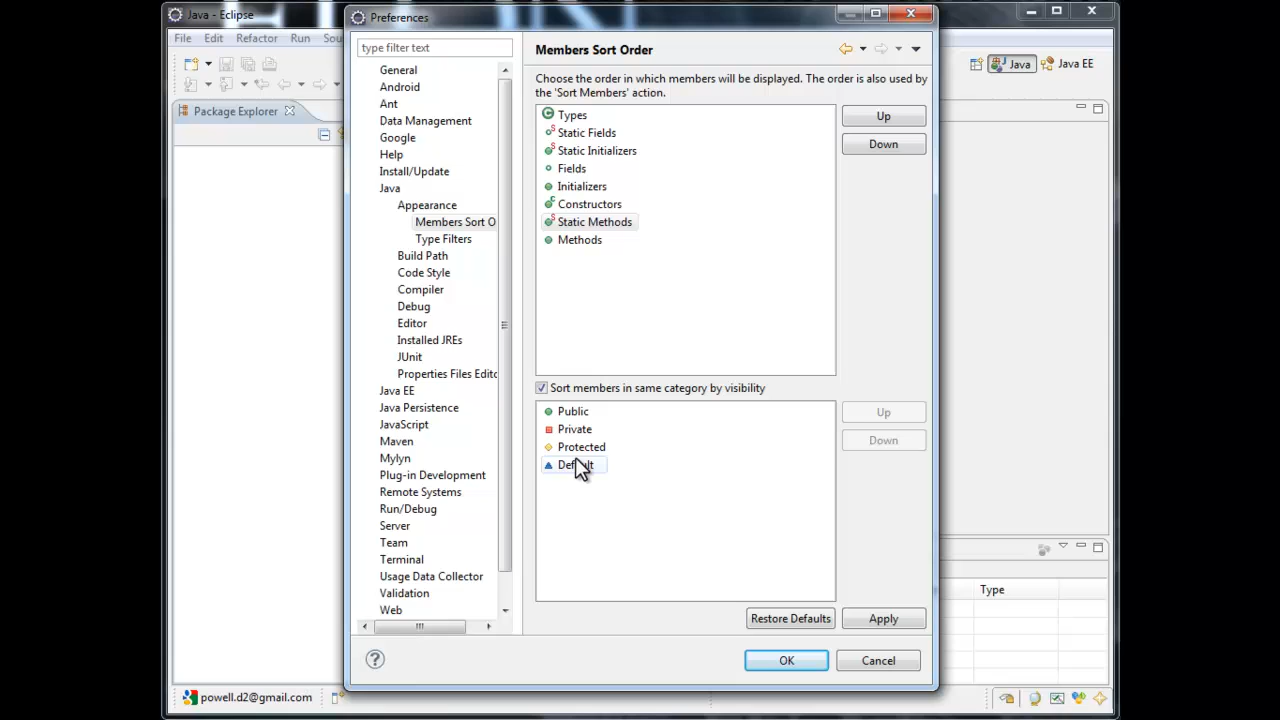 Java - Eclipse
File Edit Refactor Run Sou
Package Explorer
Java
Java EE
Type
powell.d2@gmail.com
Preferences
type filter text
General
Android
Ant
Data Management
Google
Help
Install/Update
Java
Appearance
Members Sort O
Type Filters
Build Path
Code Style
Compiler
Debug
Editor
Installed JREs
JUnit
Properties Files Edito
Java EE
Java Persistence
JavaScript
Maven
Mylyn
Plug-in Development
Remote Systems
Run/Debug
Server
Team
Terminal
Usage Data Collector
Validation
Web
Members Sort Order
Choose the order in which members will be displayed. The order is also used by
the 'Sort Members' action.
Types
Static Fields
Static Initializers
Fields
Initializers
Constructors
Static Methods
Methods
Up
Down
Sort members in same category by visibility
Public
Private
Protected
Default
Up
Down
Restore Defaults
Apply
OK
Cancel